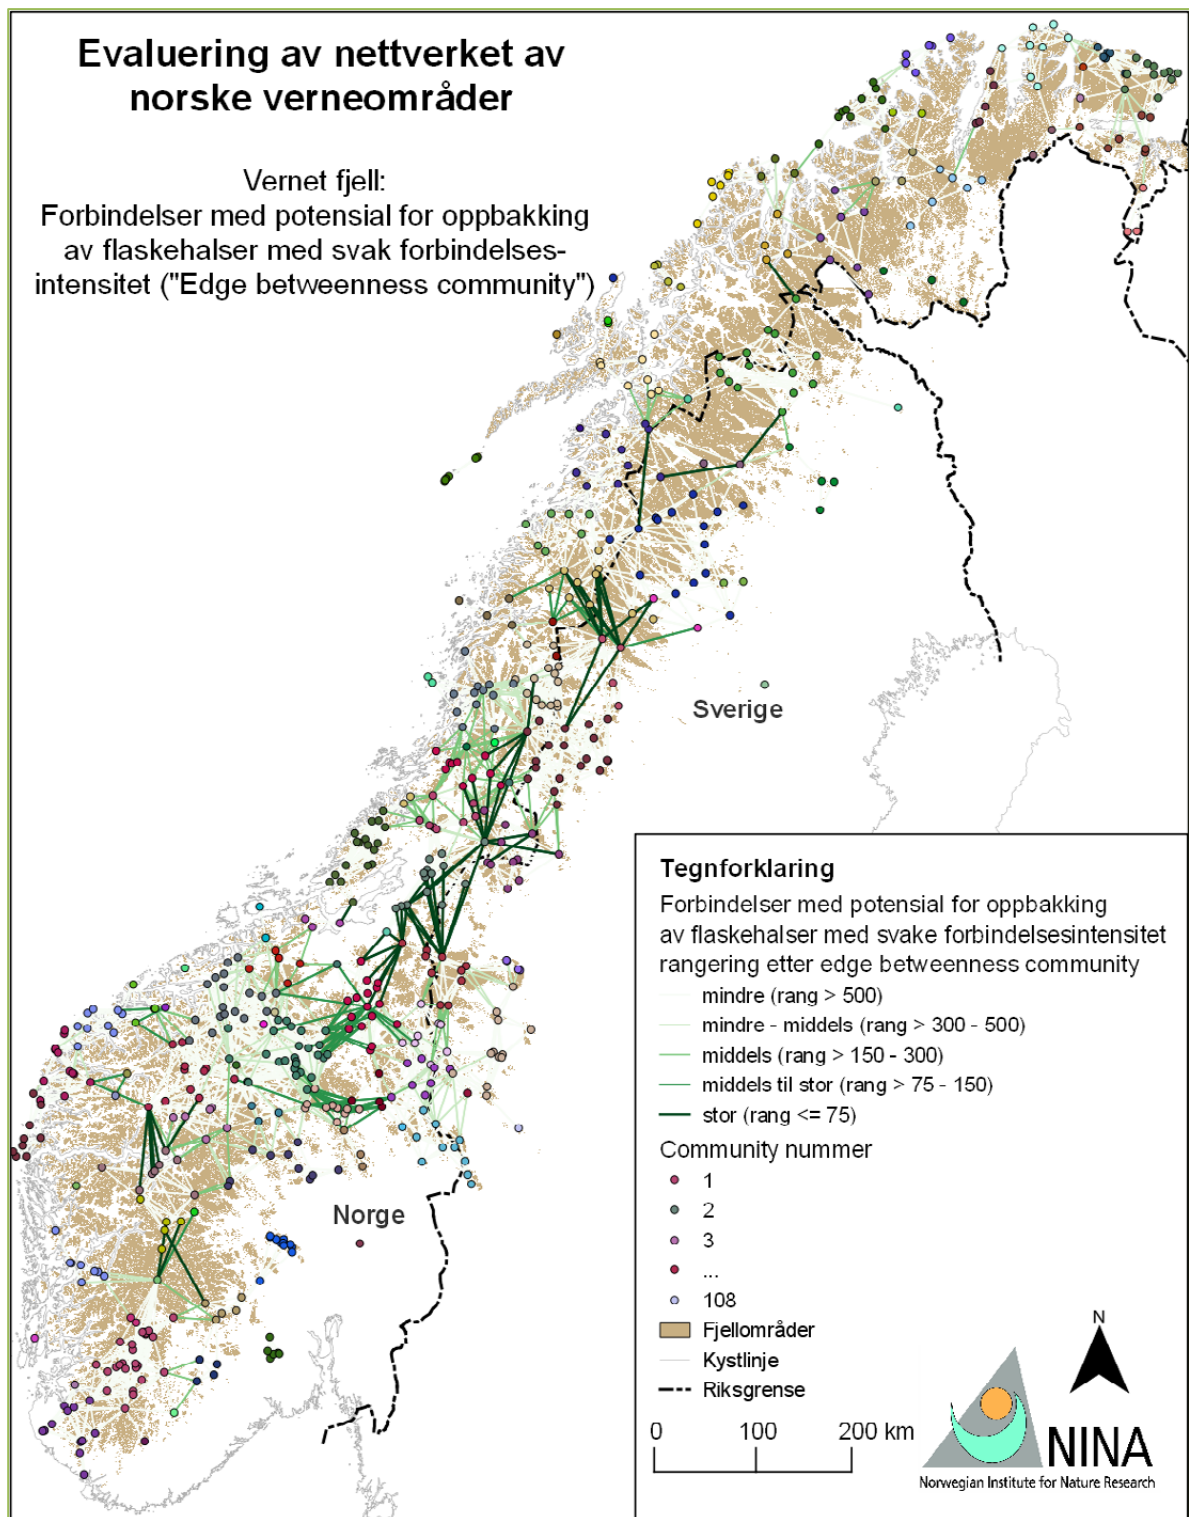 Evaluering av nettverket av
norske verneområder
Vernet fjell:
Forbindelser med potensial for oppbakking
av flaskehalser med svak forbindelses-
intensitet ("Edge betweenness community")
Sverige
Norge
Tegnforklaring
Forbindelser med potensial for oppbakking
av flaskehalser med svake forbindelsesintensitet
rangering etter edge betweenness community
mindre (rang > 500)
mindre - middels (rang > 300 - 500)
middels (rang > 150 - 300)
middels til stor (rang > 75 - 150)
stor (rang <= 75)
Community nummer
1
2
3
...
108
Fjellområder
Kystlinje
Riksgrense
0 100 200 km
N
NINA
Norwegian Institute for Nature Research